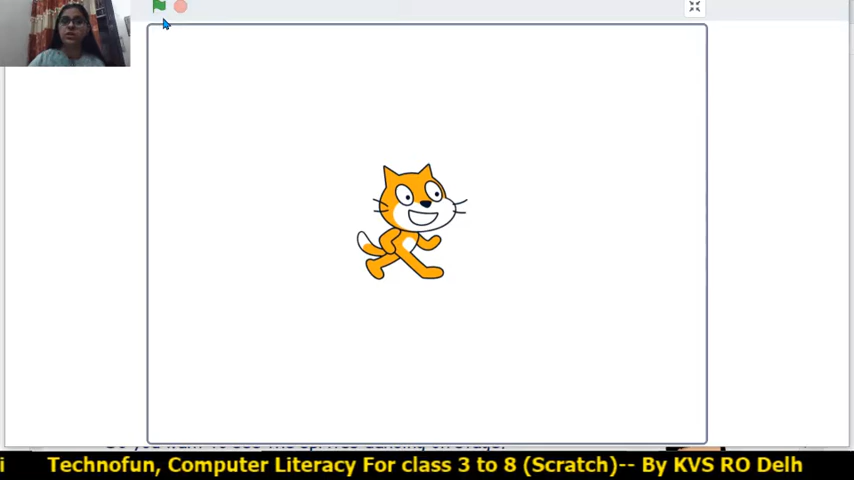 i Technofun, Computer Literacy For class 3 to 8 (Scratch)-- By KVS RO Delh